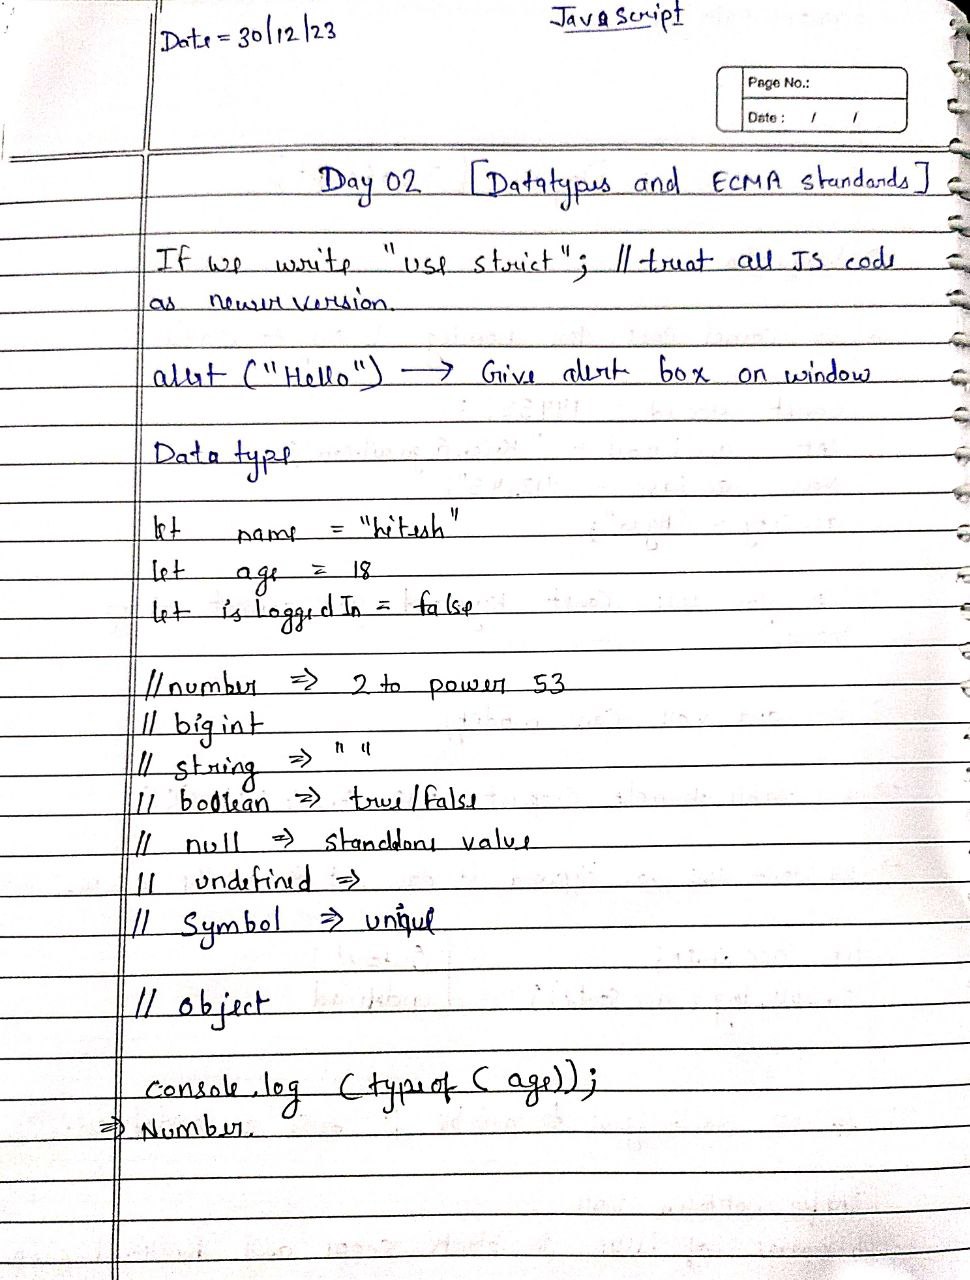 JavaScript
Date = 30/12/23
Page No.:
Date : / /
Day 02 [Datatypes and ECMA standards]
If we write "use strict"; // treat all JS code
as newer version.
alert ("Hello") → Give alert box on window
Data type
let name = "hitesh"
let age = 18
let isloggedIn = false
//number ⇒ 2 to power 53
// bigint
// string ⇒ " "
// boolean ⇒ true/false
// null ⇒ standdone value
// undefined ⇒
// Symbol ⇒ unique
// object
console.log (typeof (age));
⇒ Number.